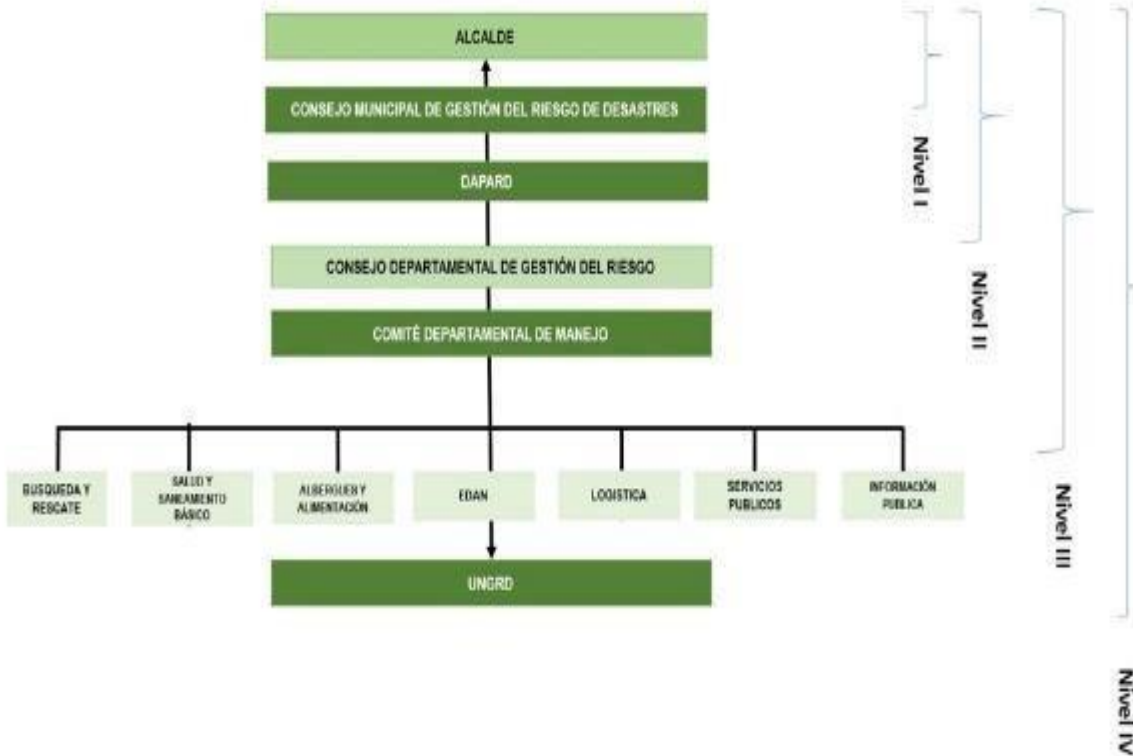 ALCALDE
CONSEJO MUNICIPAL DE GESTIÓN DEL RIESGO DE DESASTRES
DAPARD
CONSEJO DEPARTAMENTAL DE GESTIÓN DEL RIESGO
COMITÉ DEPARTAMENTAL DE MANEJO
BUSQUEDA Y
RESCATE
SALUD Y
SANEAMIENTO
BÁSICO
ALBERGUES Y
ALIMENTACIÓN
EDAN
LOGISTICA
SERVICIOS
PUBLICOS
INFORMACIÓN
PUBLICA
UNGRD
Nivel I
Nivel II
Nivel III
Nivel IV